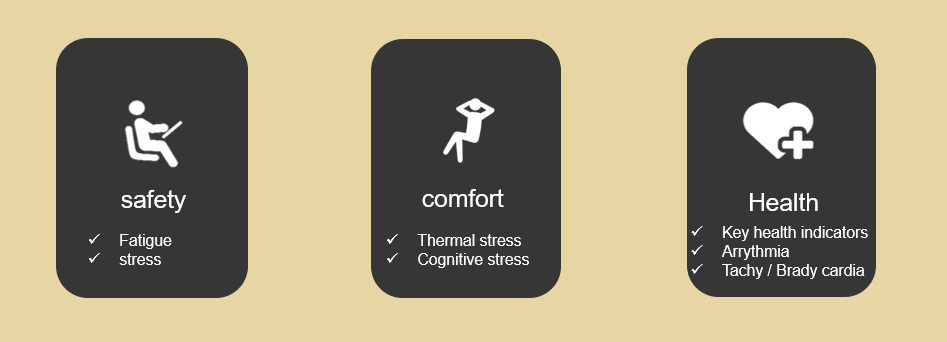 safety
Fatigue
stress
comfort
Thermal stress
Cognitive stress
Health
Key health indicators
Arrythmia
Tachy / Brady cardia